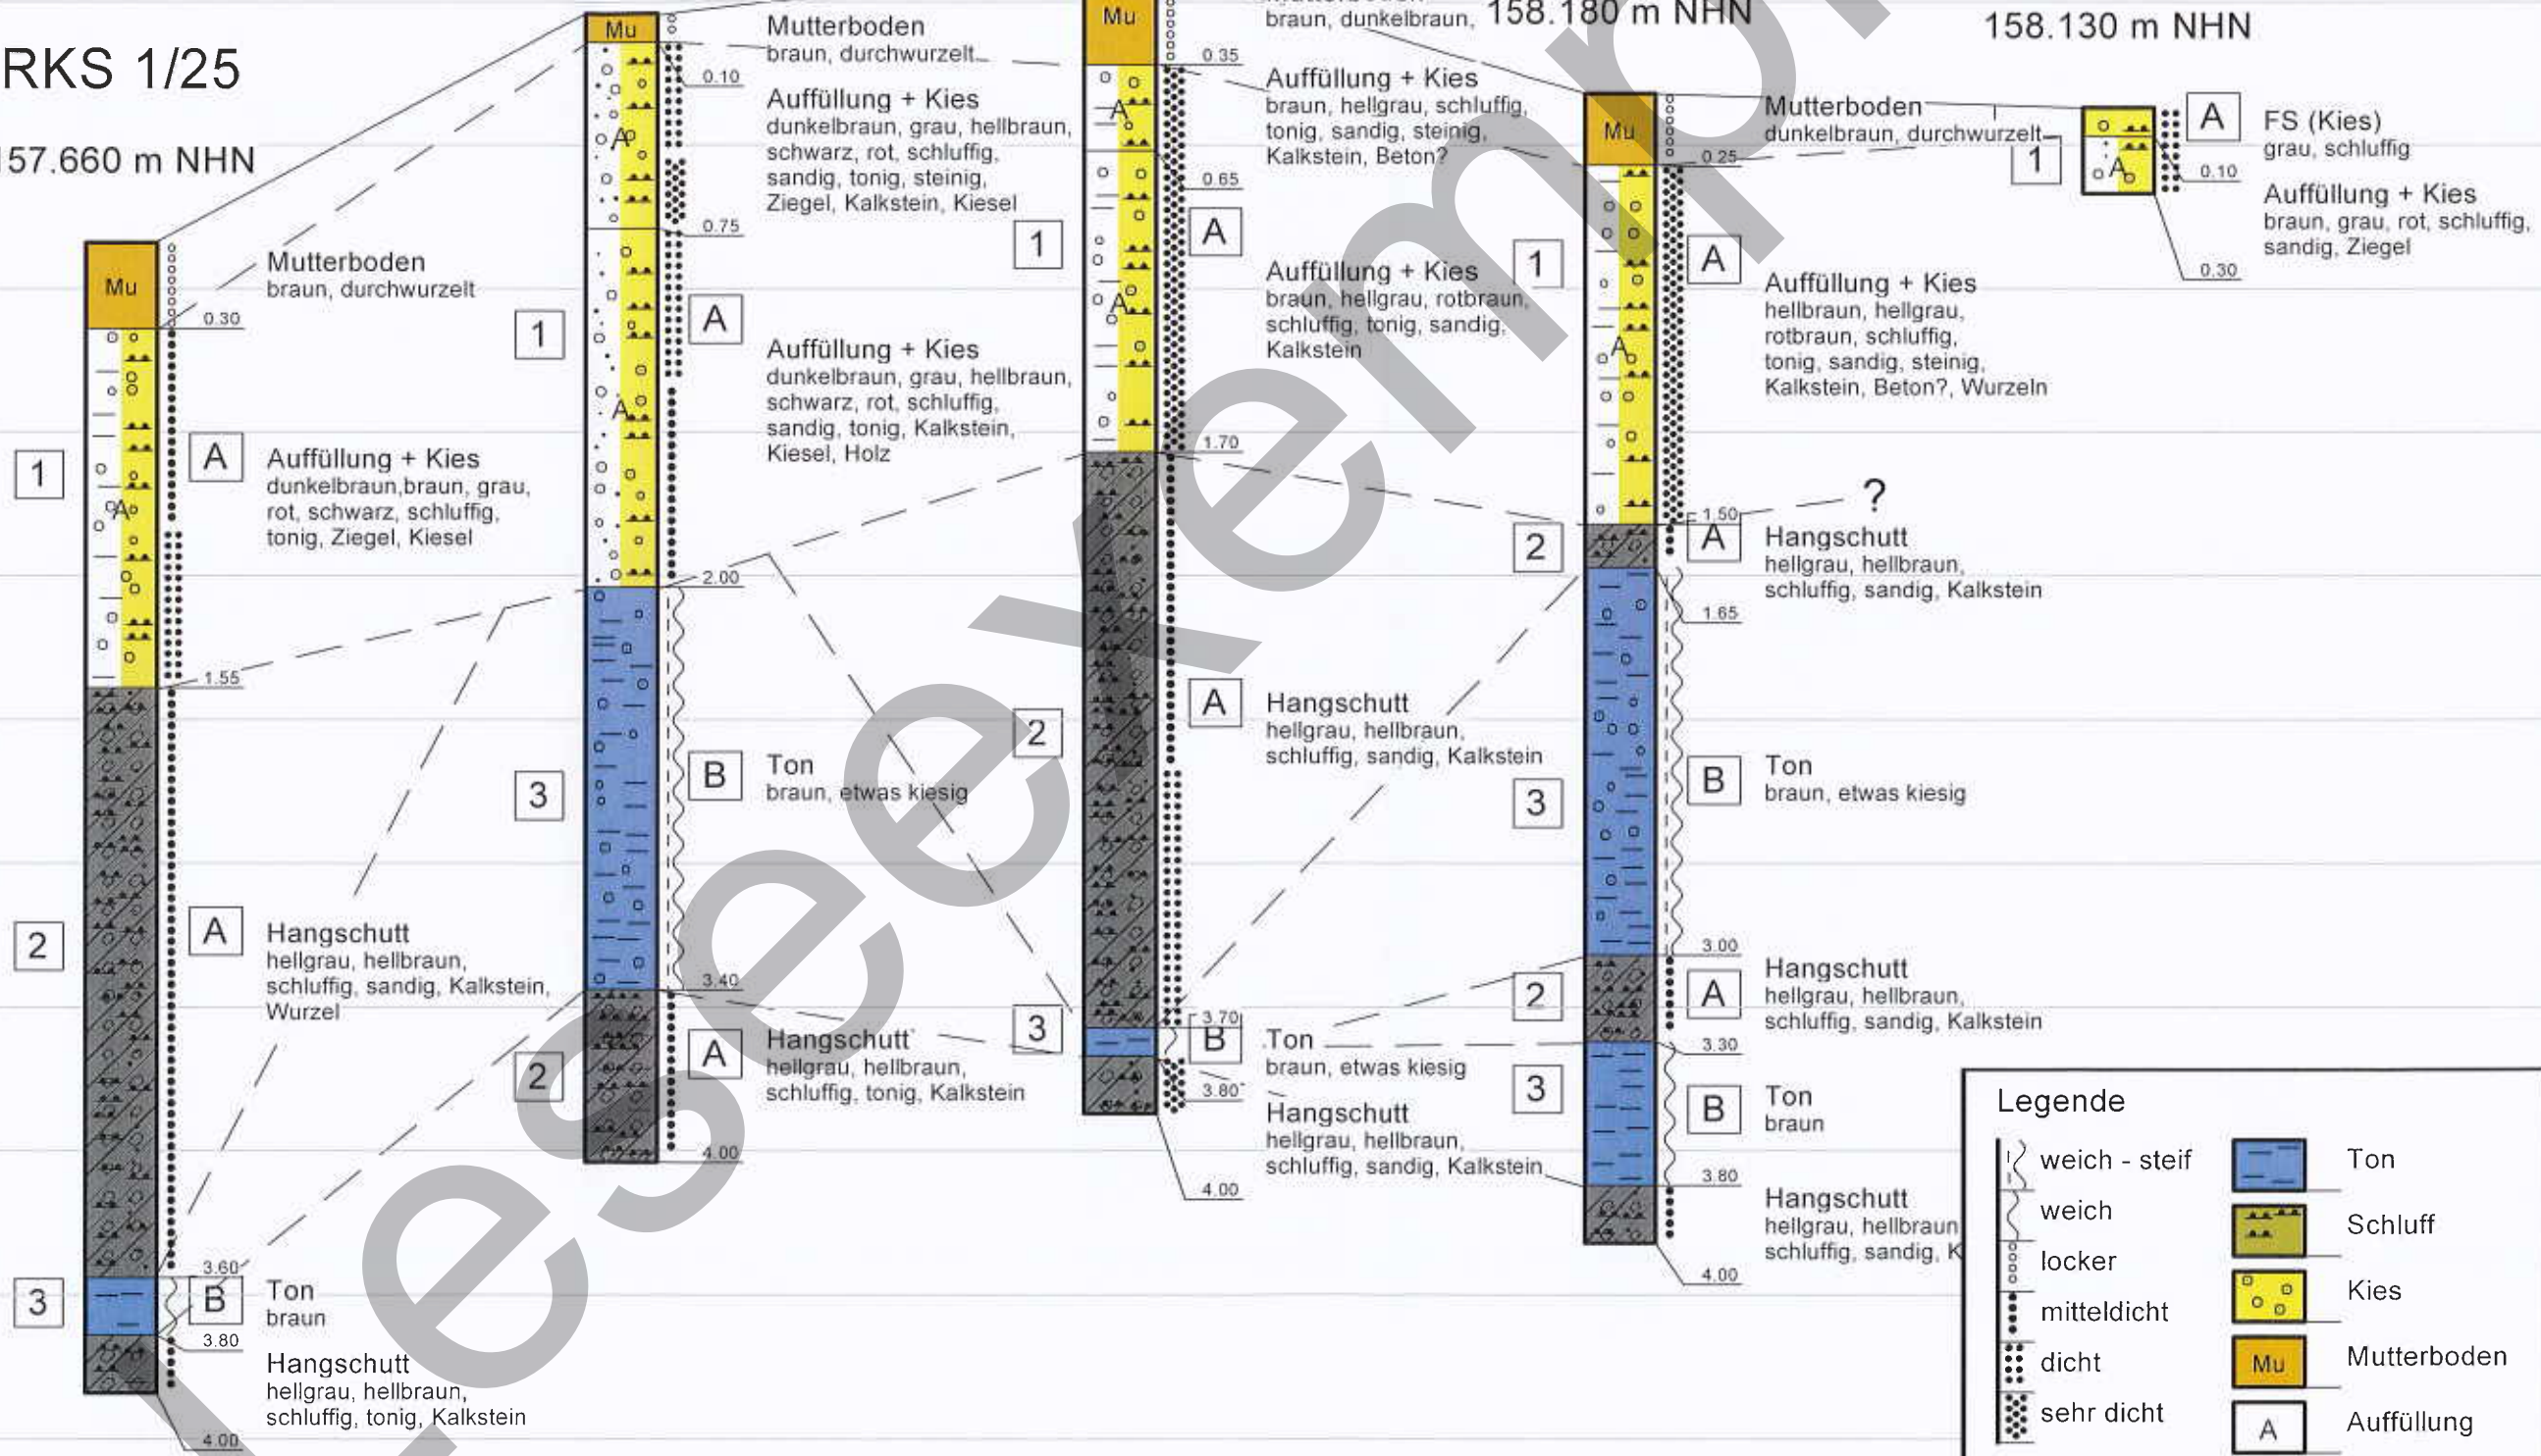 RKS 1/25
157.660 m NHN
Mu
0.30
Mutterboden
braun, durchwurzelt
1
A
A
Auffüllung + Kies
dunkelbraun,braun, grau,
rot, schwarz, schluffig,
tonig, Ziegel, Kiesel
1.55
2
A
Hangschutt
hellgrau, hellbraun,
schluffig, sandig, Kalkstein,
Wurzel
3.60
3
B
Ton
braun
3.80
Hangschutt
hellgrau, hellbraun,
schluffig, tonig, Kalkstein
4.00
Mu
Mutterboden
braun, durchwurzelt
0.10
A
Auffüllung + Kies
dunkelbraun, grau, hellbraun,
schwarz, rot, schluffig,
sandig, tonig, steinig,
Ziegel, Kalkstein, Kiesel
0.75
1
A
A
Auffüllung + Kies
dunkelbraun, grau, hellbraun,
schwarz, rot, schluffig,
sandig, tonig, Kalkstein,
Kiesel, Holz
2.00
3
B
Ton
braun, etwas kiesig
3.40
2
A
Hangschutt
hellgrau, hellbraun,
schluffig, tonig, Kalkstein
4.00
Mu
braun, dunkelbraun,
0.35
A
Auffüllung + Kies
braun, hellgrau, schluffig,
tonig, sandig, steinig,
Kalkstein, Beton?
0.65
1
A
A
Auffüllung + Kies
braun, hellgrau, rotbraun,
schluffig, tonig, sandig,
Kalkstein
1.70
2
A
Hangschutt
hellgrau, hellbraun,
schluffig, sandig, Kalkstein
3.70
3
B
Ton
braun, etwas kiesig
3.80
Hangschutt
hellgrau, hellbraun,
schluffig, sandig, Kalkstein
4.00
158.180 m NHN
Mu
Mutterboden
dunkelbraun, durchwurzelt
0.25
1
A
A
Auffüllung + Kies
hellbraun, hellgrau,
rotbraun, schluffig,
tonig, sandig, steinig,
Kalkstein, Beton?, Wurzeln
?
1.50
2
A
Hangschutt
hellgrau, hellbraun,
schluffig, sandig, Kalkstein
1.65
3
B
Ton
braun, etwas kiesig
3.00
2
A
Hangschutt
hellgrau, hellbraun,
schluffig, sandig, Kalkstein
3.30
3
B
Ton
braun
3.80
Hangschutt
hellgrau, hellbraun
schluffig, sandig, K
4.00
158.130 m NHN
A
FS (Kies)
grau, schluffig
0.10
1
A
Auffüllung + Kies
braun, grau, rot, schluffig,
sandig, Ziegel
0.30
Legende
weich - steif
weich
locker
mitteldicht
dicht
sehr dicht
Ton
Schluff
Kies
Mu
Mutterboden
A
Auffüllung
Leseexempl